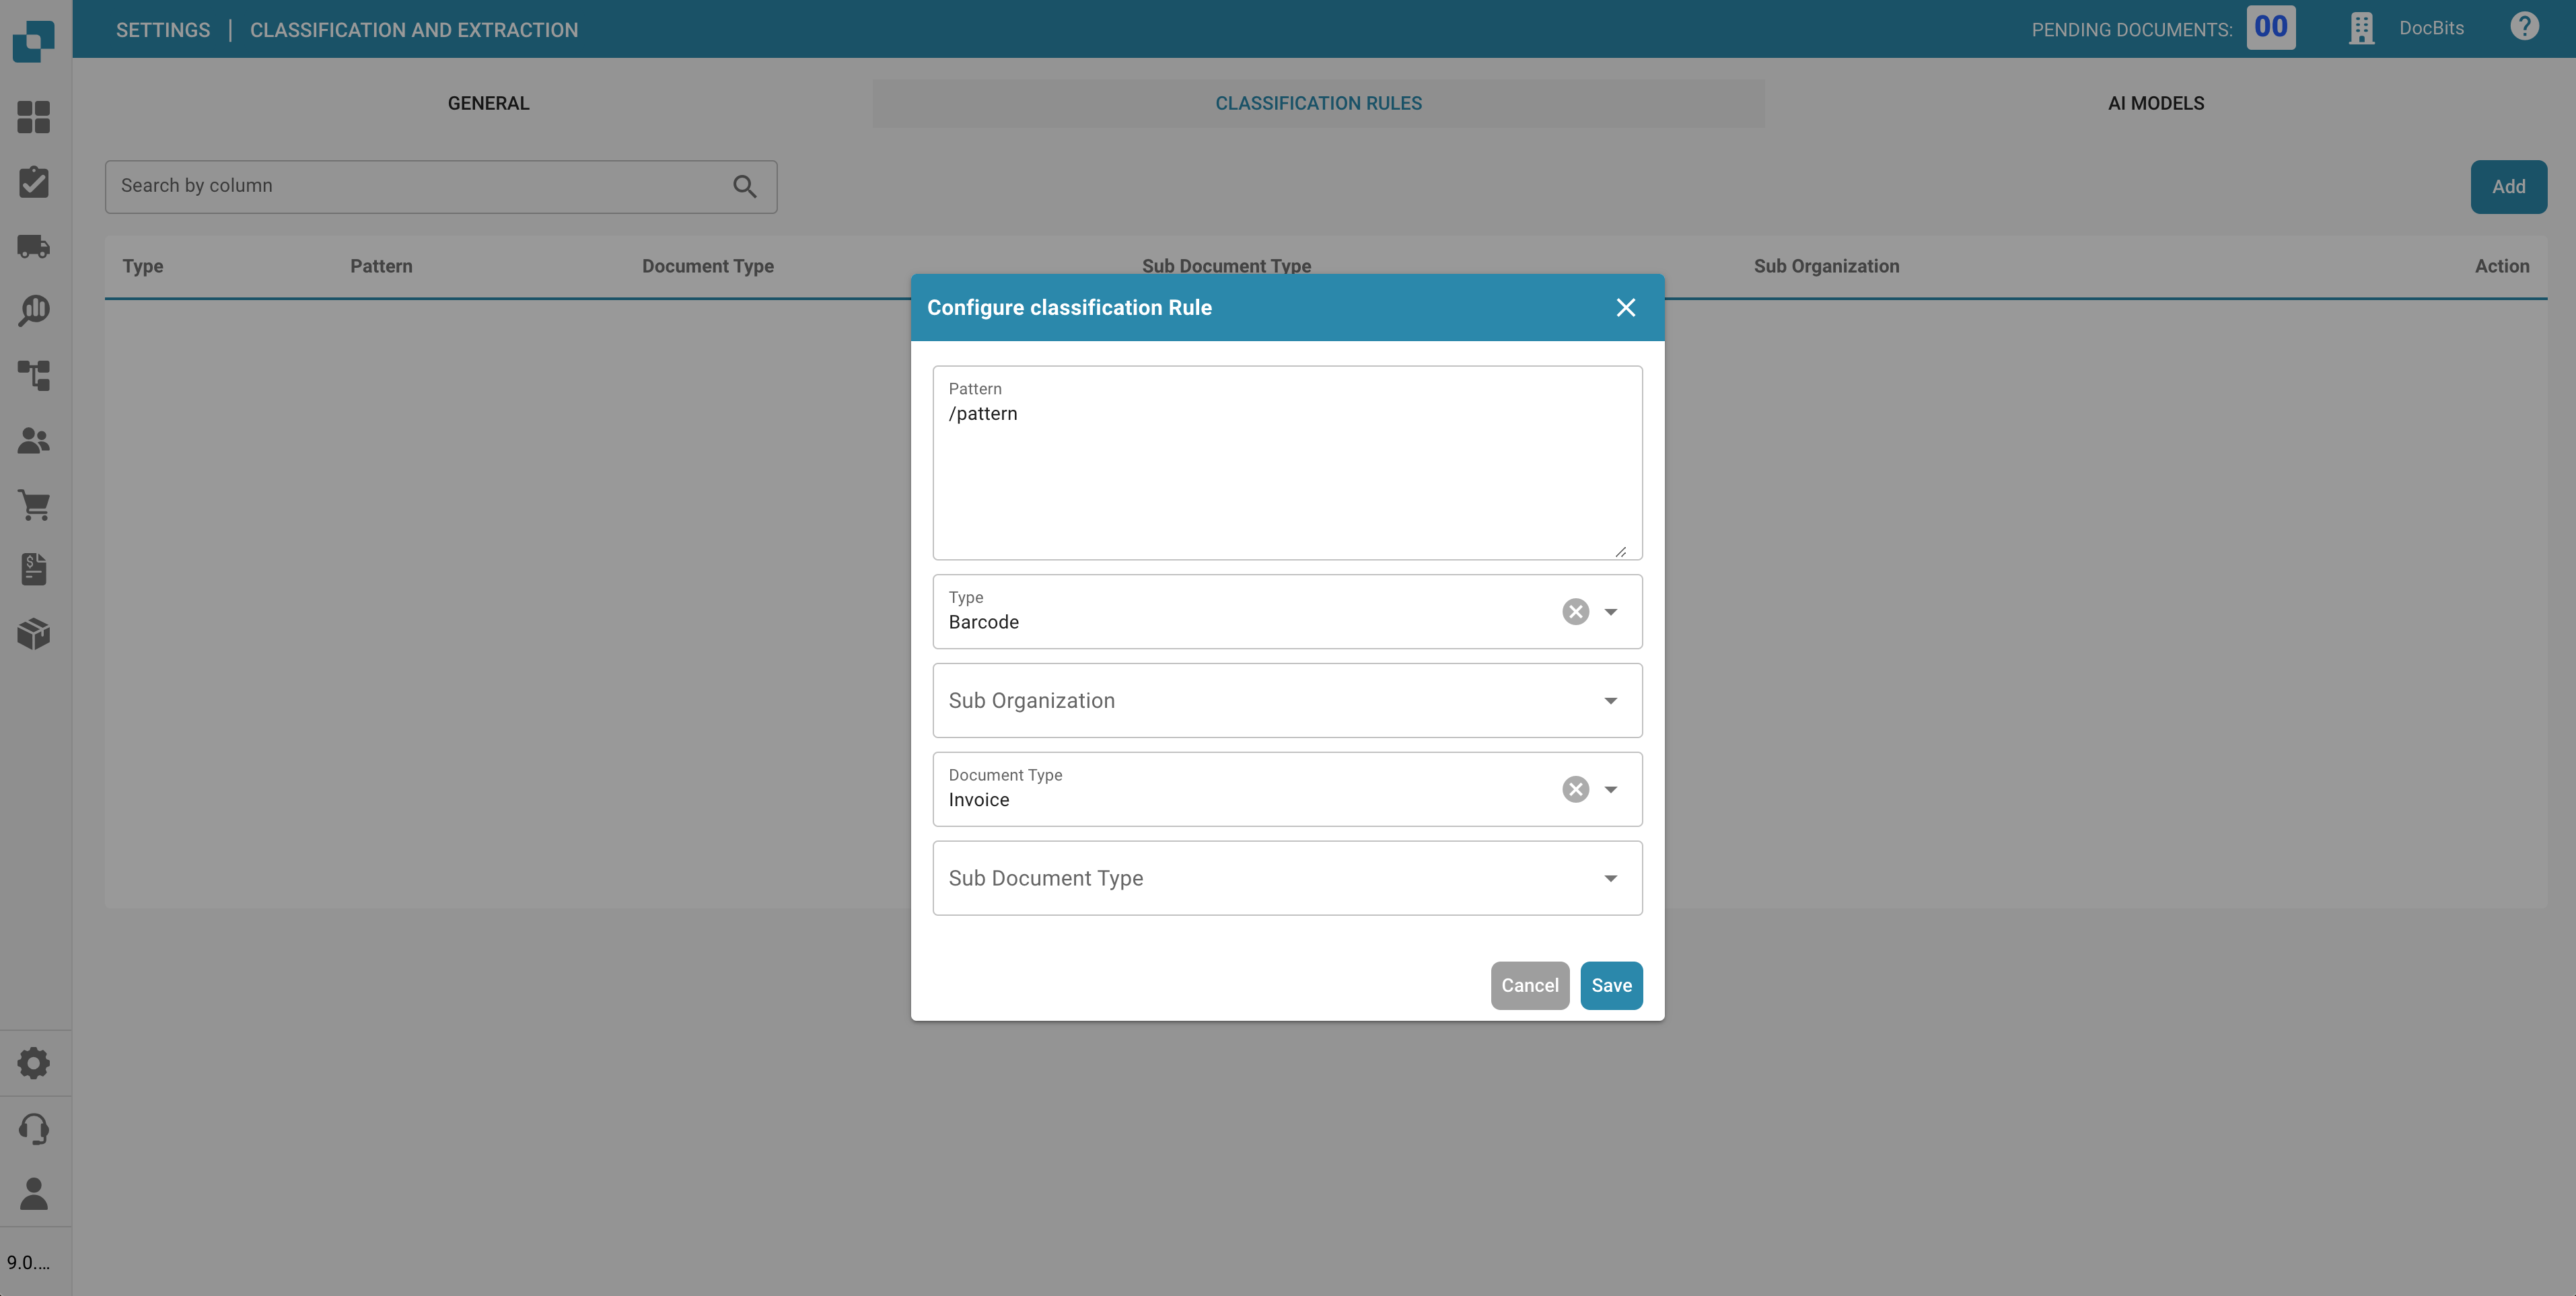 SETTINGS | CLASSIFICATION AND EXTRACTION
PENDING DOCUMENTS: 00
DocBits
GENERAL
CLASSIFICATION RULES
AI MODELS
Search by column
Add
Type
Pattern
Document Type
Sub Document Type
Sub Organization
Action
Configure classification Rule
Pattern
/pattern
Type
Barcode
Sub Organization
Document Type
Invoice
Sub Document Type
Cancel
Save
9.0....